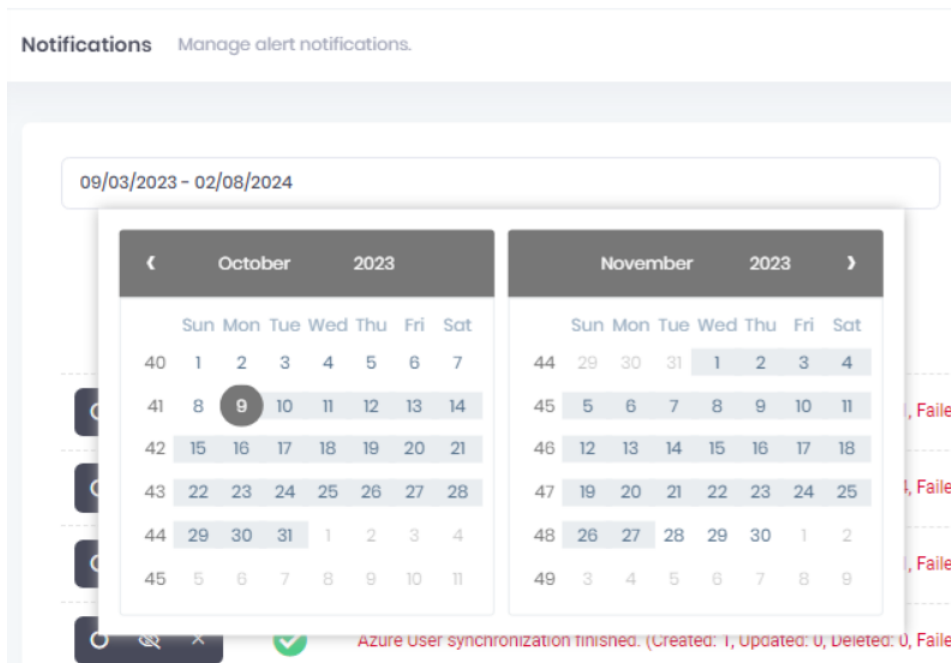 Notifications Manage alert notifications.
09/03/2023 - 02/08/2024
‹ October 2023
Sun Mon Tue Wed Thu Fri Sat
40 1 2 3 4 5 6 7
41 8 9 10 11 12 13 14
42 15 16 17 18 19 20 21
43 22 23 24 25 26 27 28
44 29 30 31 1 2 3 4
45 5 6 7 8 9 10 11
November 2023 ›
Sun Mon Tue Wed Thu Fri Sat
44 29 30 31 1 2 3 4
45 5 6 7 8 9 10 11
46 12 13 14 15 16 17 18
47 19 20 21 22 23 24 25
48 26 27 28 29 30 1 2
49 3 4 5 6 7 8 9
, Faile
, Faile
, Faile
Azure User synchronization finished. (Created: 1, Updated: 0, Deleted: 0, Faile